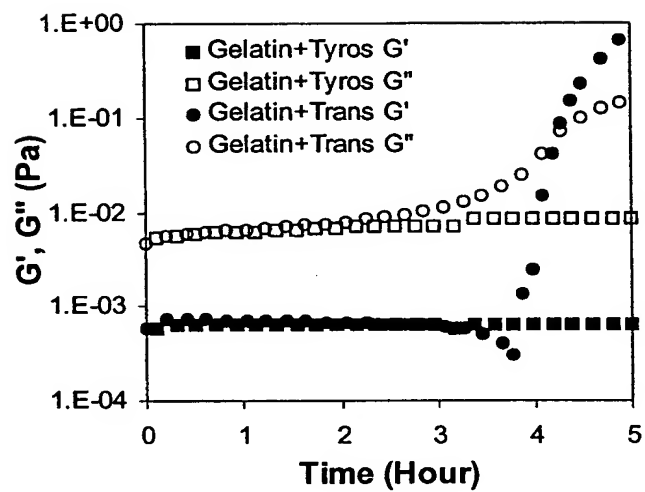 1.E+00
1.E-01
1.E-02
1.E-03
1.E-04
G', G" (Pa)
■ Gelatin+Tyros G'
□ Gelatin+Tyros G"
● Gelatin+Trans G'
○ Gelatin+Trans G"
0 1 2 3 4 5
Time (Hour)